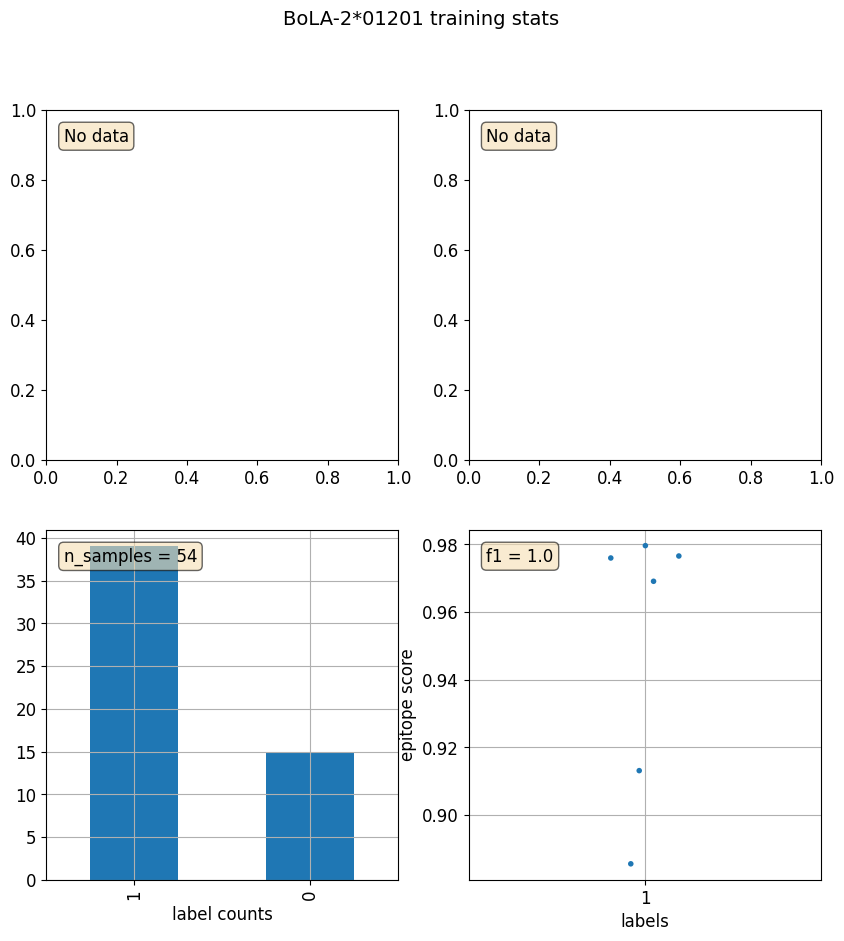 BoLA-2*01201 training stats
1.0
No data
0.8
0.6
0.4
0.2
0.0
0.0 0.2 0.4 0.6 0.8 1.0
1.0
No data
0.8
0.6
0.4
0.2
0.0
0.0 0.2 0.4 0.6 0.8 1.0
40
n_samples = 54
35
30
25
20
15
10
5
0
1 0
label counts
0.98
f1 = 1.0
0.96
0.94
0.92
0.90
epitope score
1
labels